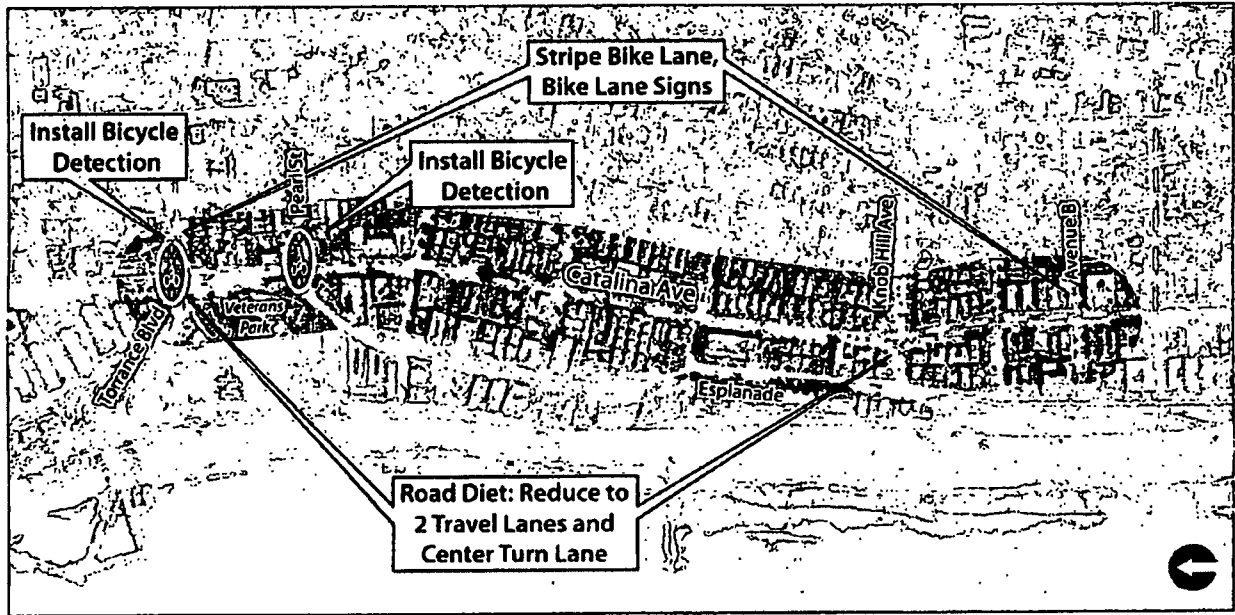 Stripe Bike Lane,
Bike Lane Signs
Install Bicycle
Detection
Install Bicycle
Detection
Pearl St
Catalina Ave
Knob Hill Ave
Avenue B
Veterans
Park
Torrance Blvd
Esplanade
Road Diet: Reduce to
2 Travel Lanes and
Center Turn Lane